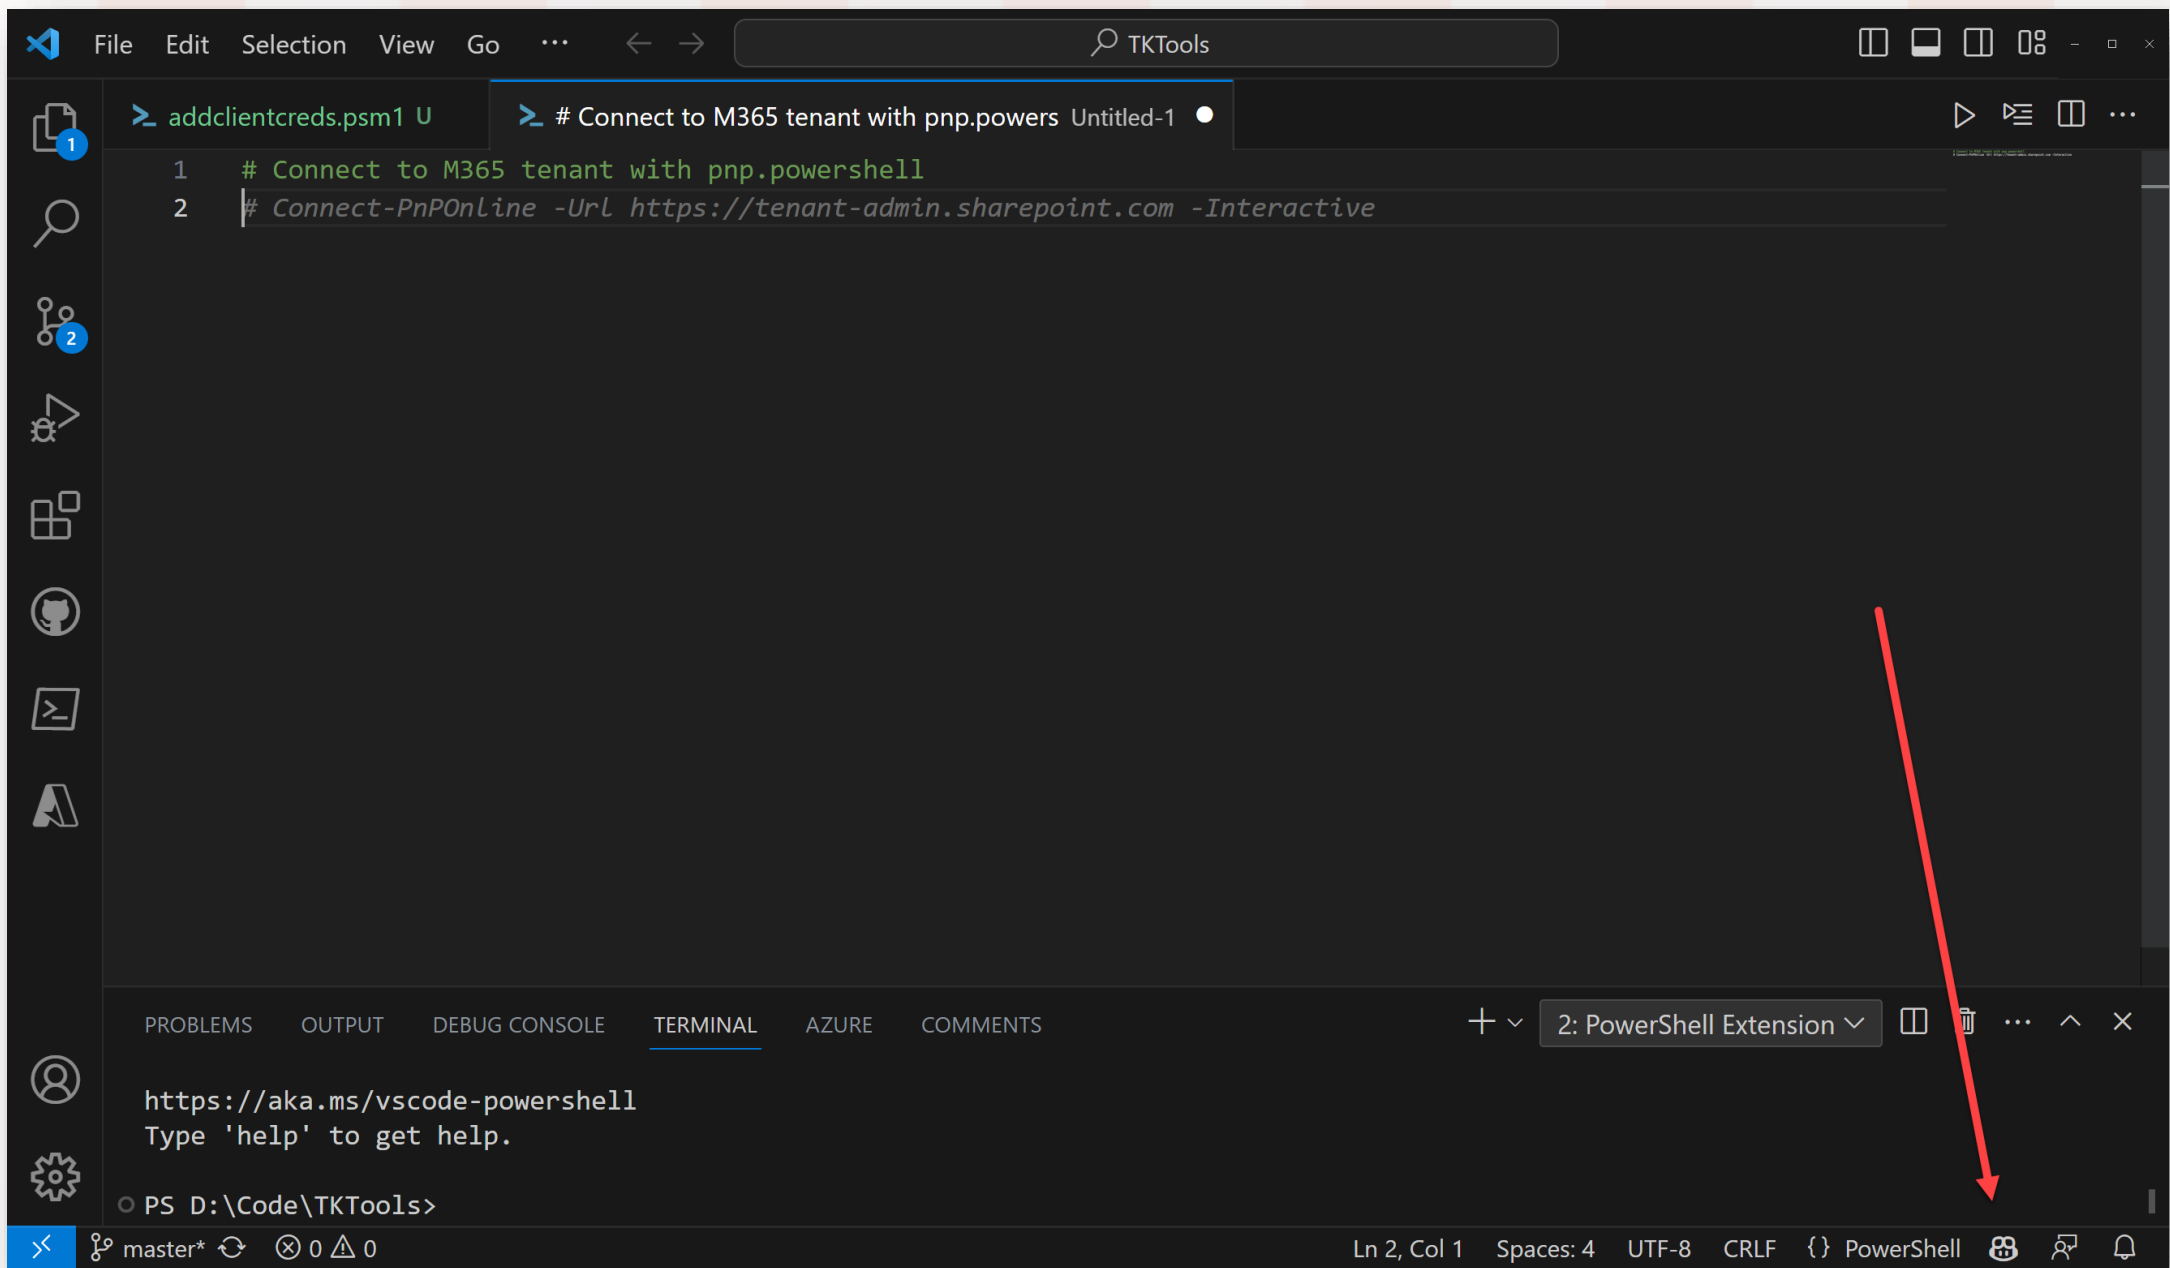 File Edit Selection View Go ··· TKTools
addclientcreds.psm1 U # Connect to M365 tenant with pnp.powers Untitled-1
1 # Connect to M365 tenant with pnp.powershell
2 # Connect-PnPOnline -Url https://tenant-admin.sharepoint.com -Interactive
1
2
PROBLEMS OUTPUT DEBUG CONSOLE TERMINAL AZURE COMMENTS 2: PowerShell Extension
https://aka.ms/vscode-powershell
Type 'help' to get help.
PS D:\Code\TKTools>
master* 0 0 Ln 2, Col 1 Spaces: 4 UTF-8 CRLF {} PowerShell